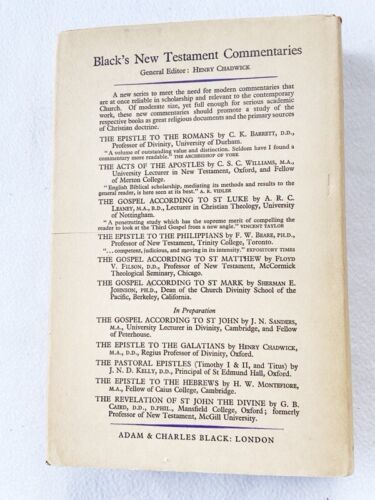 Black's New Testament Commentaries
General Editor: HENRY CHADWICK
A new series to meet the need for modern commentaries that
are at once reliable in scholarship and relevant to the contemporary
Church. Of moderate size, yet full enough for serious academic
work, these new commentaries should promote a study of the
respective books as great religious documents and the primary sources
of Christian doctrine.
THE EPISTLE TO THE ROMANS by C. K. BARRETT, D.D.,
Professor of Divinity, University of Durham.
"A volume of outstanding value and distinction. Seldom have I found a
commentary more readable." THE ARCHBISHOP OF YORK
THE ACTS OF THE APOSTLES by C. S. C. WILLIAMS, M.A.,
University Lecturer in New Testament, Oxford, and Fellow
of Merton College.
"English Biblical scholarship, mediating its methods and results to the
general reader, is here seen at its best." A. R. VIDLER
THE GOSPEL ACCORDING TO ST LUKE by A. R. C.
LEANEY, M.A., B.D., Lecturer in Christian Theology, University
of Nottingham.
"A penetrating study which has the supreme merit of compelling the
reader to look at the Third Gospel from a new angle." VINCENT TAYLOR
THE EPISTLE TO THE PHILIPPIANS by F. W. BEARE, PH.D.,
Professor of New Testament, Trinity College, Toronto.
"... competent, judicious, and moving in its intensity." EXPOSITORY TIMES
THE GOSPEL ACCORDING TO ST MATTHEW by FLOYD
V. FILSON, D.D., Professor of New Testament, McCormick
Theological Seminary, Chicago.
THE GOSPEL ACCORDING TO ST MARK by SHERMAN E.
JOHNSON, PH.D., Dean of the Church Divinity School of the
Pacific, Berkeley, California.
In Preparation
THE GOSPEL ACCORDING TO ST JOHN by J. N. SANDERS,
M.A., University Lecturer in Divinity, Cambridge, and Fellow
of Peterhouse.
THE EPISTLE TO THE GALATIANS by HENRY CHADWICK,
M.A., D.D., Regius Professor of Divinity, Oxford.
THE PASTORAL EPISTLES (Timothy I & II, and Titus) by
J. N. D. KELLY, D.D., Principal of St Edmund Hall, Oxford.
THE EPISTLE TO THE HEBREWS by H. W. MONTEFIORE,
M.A., Fellow of Caius College, Cambridge.
THE REVELATION OF ST JOHN THE DIVINE by G. B.
CAIRD, D.D., D.PHIL., Mansfield College, Oxford; formerly
Professor of New Testament, McGill University.
ADAM & CHARLES BLACK: LONDON